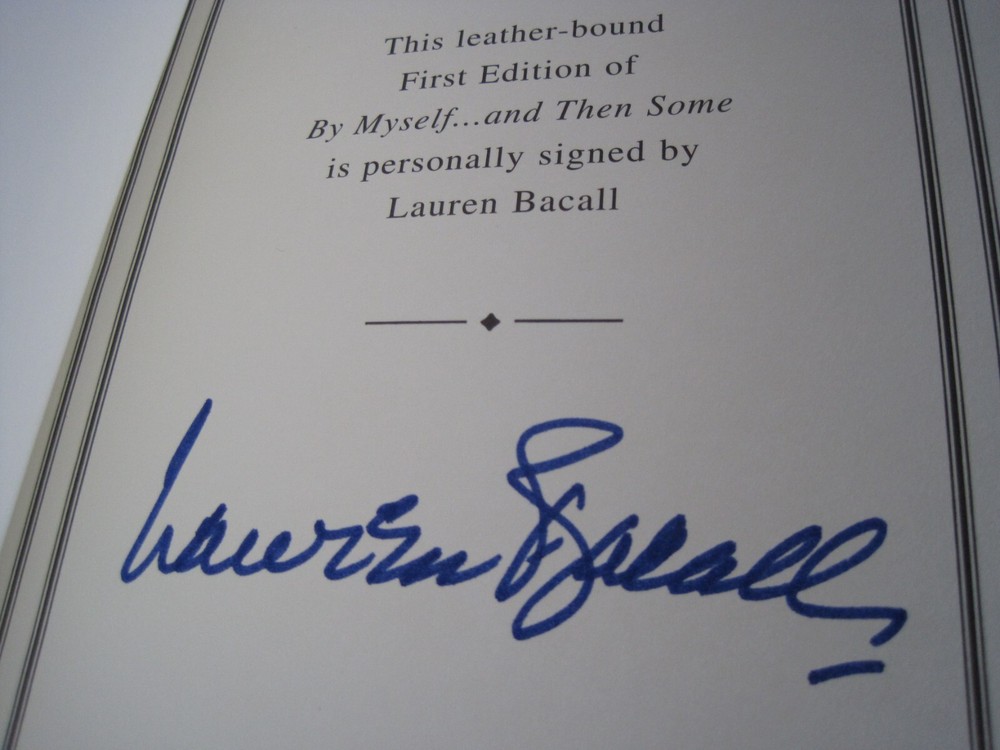 This leather-bound
First Edition of
By Myself...and Then Some
is personally signed by
Lauren Bacall
Lauren Bacall